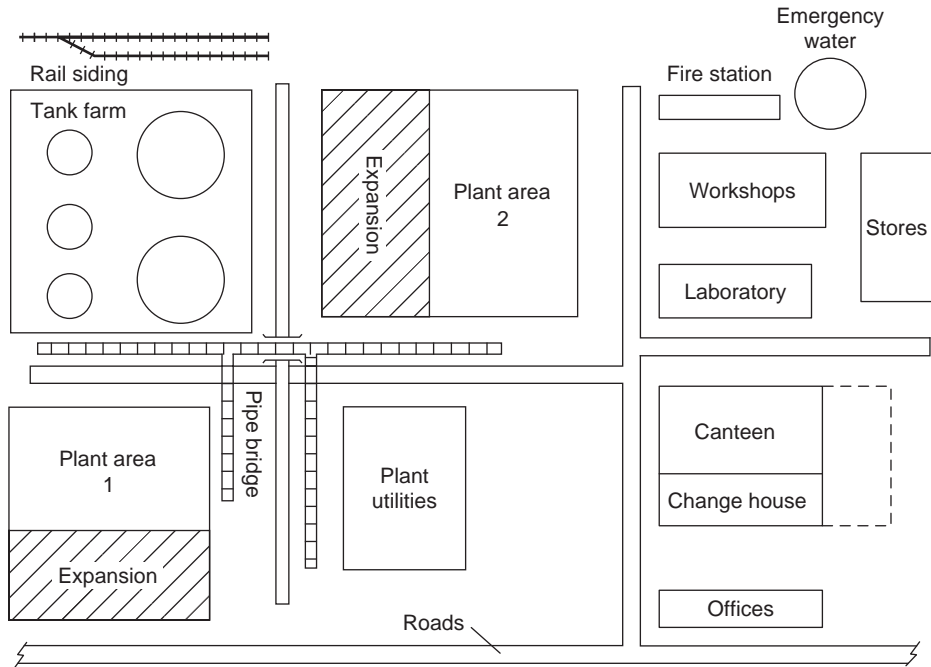 Emergency
water
Rail siding
Fire station
Tank farm
Expansion
Plant area
2
Workshops
Stores
Laboratory
Pipe bridge
Plant area
1
Plant
utilities
Canteen
Change house
Expansion
Offices
Roads